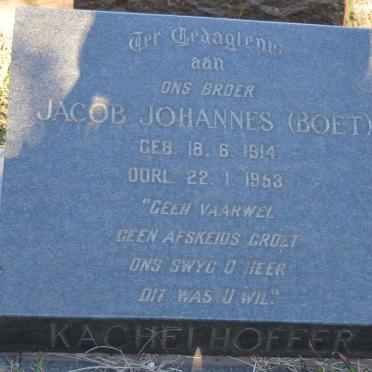 Ter Gedagtenis
aan
ONS BROER
JACOB JOHANNES (BOET)
GEB. 18. 6. 1914.
OORL. 22. 1. 1953.
"GEEN VAARWEL
GEEN AFSKEIDS GROET
ONS SWYG O HEER
DIT WAS U WIL."
KACHELHOFFER